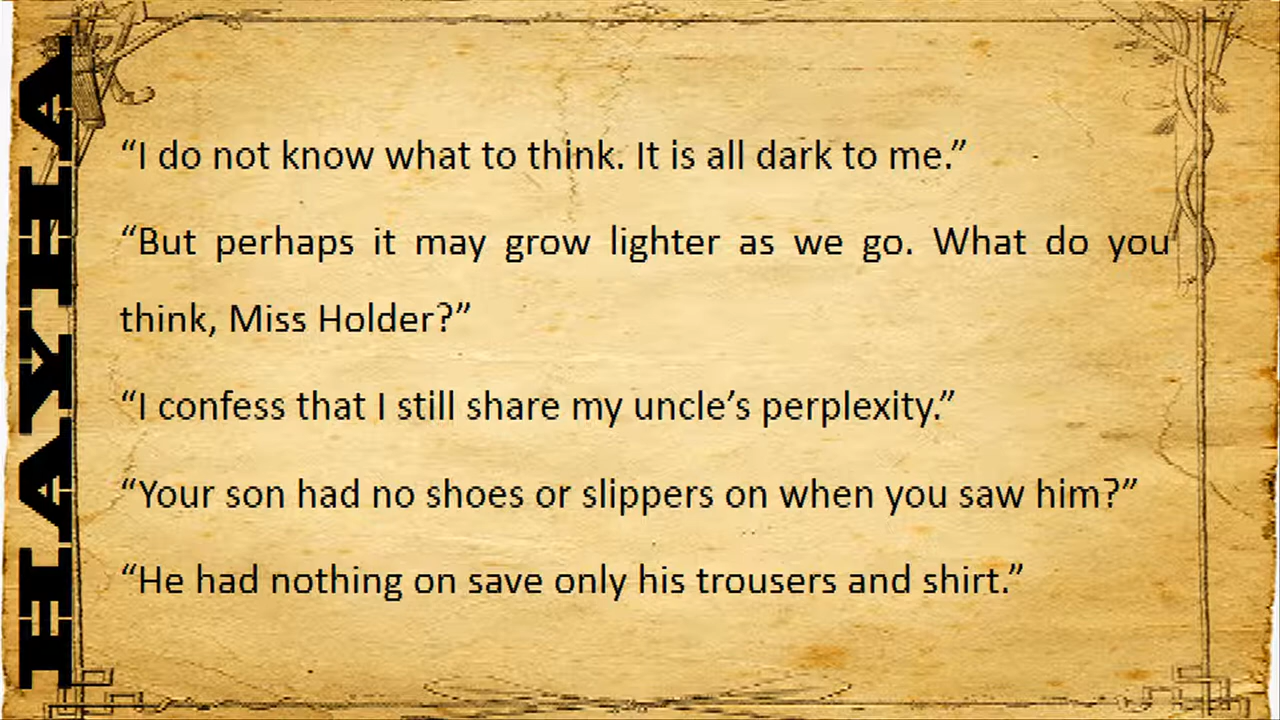 HAYHA
“I do not know what to think. It is all dark to me.”
“But perhaps it may grow lighter as we go. What do you
think, Miss Holder?”
“I confess that I still share my uncle’s perplexity.”
“Your son had no shoes or slippers on when you saw him?”
“He had nothing on save only his trousers and shirt.”